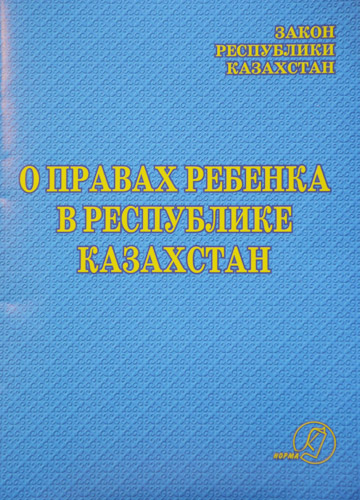 ЗАКОН
РЕСПУБЛИКИ
КАЗАХСТАН
О ПРАВАХ РЕБЕНКА
В РЕСПУБЛИКЕ
КАЗАХСТАН
НОРМА